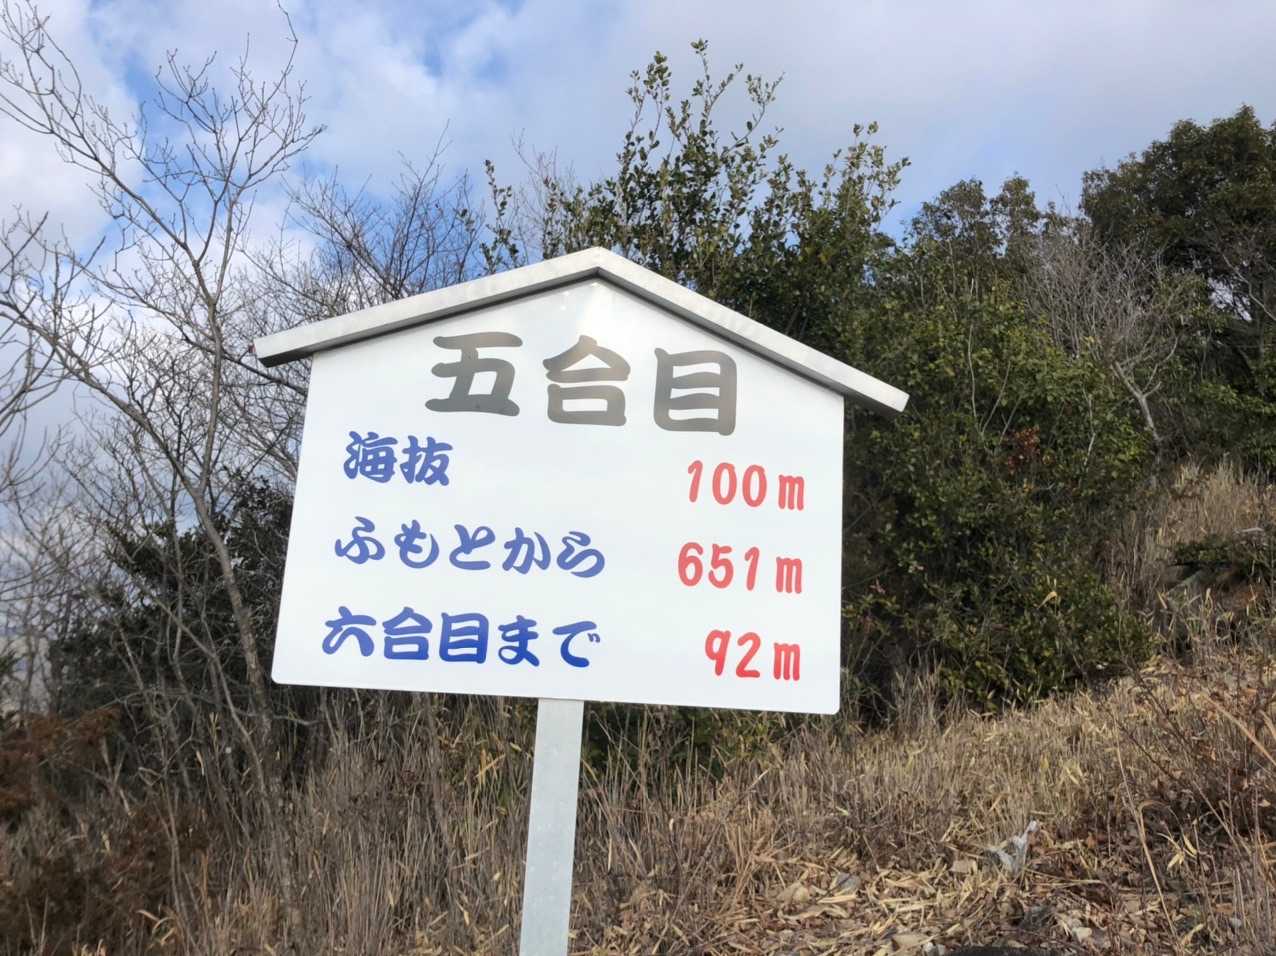 五合目
海抜 100m
ふもとから 651m
六合目まで 92m